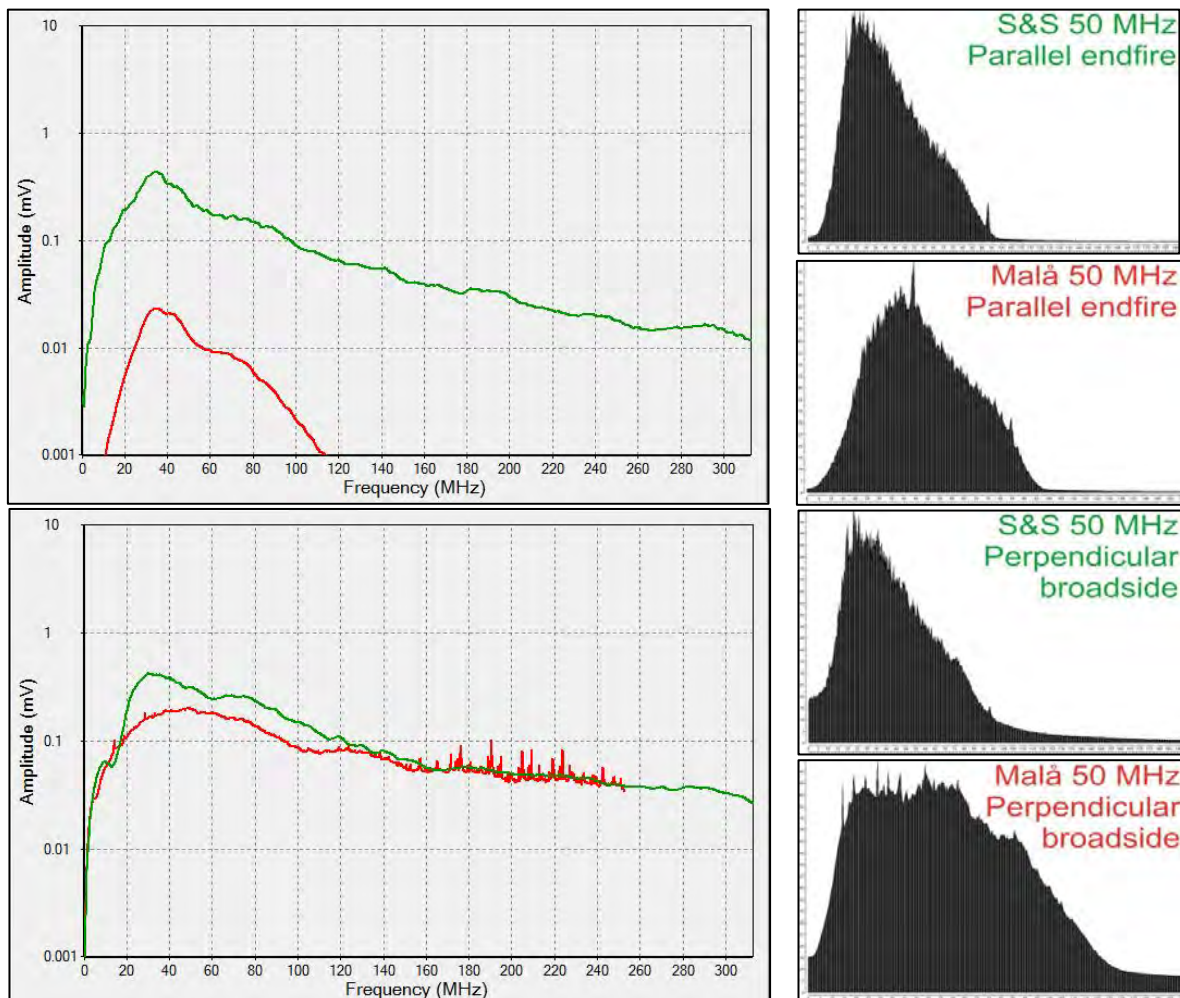 10
1
0.1
0.01
0.001
Amplitude (mV)
0 20 40 60 80 100 120 140 160 180 200 220 240 260 280 300
Frequency (MHz)
S&S 50 MHz
Parallel endfire
Malå 50 MHz
Parallel endfire
10
1
0.1
0.01
0.001
Amplitude (mV)
0 20 40 60 80 100 120 140 160 180 200 220 240 260 280 300
Frequency (MHz)
S&S 50 MHz
Perpendicular
broadside
Malå 50 MHz
Perpendicular
broadside